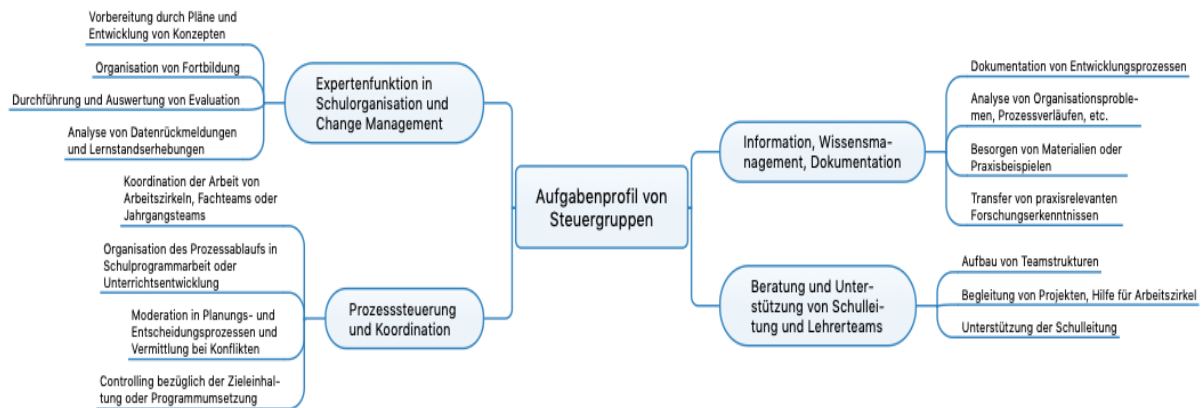 Aufgabenprofil von
Steuergruppen
Expertenfunktion in
Schulorganisation und
Change Management
Vorbereitung durch Pläne und
Entwicklung von Konzepten
Organisation von Fortbildung
Durchführung und Auswertung von Evaluation
Analyse von Datenrückmeldungen
und Lernstandserhebungen
Prozesssteuerung
und Koordination
Koordination der Arbeit von
Arbeitszirkeln, Fachteams oder
Jahrgangsteams
Organisation des Prozessablaufs in
Schulprogrammarbeit oder
Unterrichtsentwicklung
Moderation in Planungs- und
Entscheidungsprozessen und
Vermittlung bei Konflikten
Controlling bezüglich der Zieleinhal-
tung oder Programmumsetzung
Information, Wissensma-
nagement, Dokumentation
Dokumentation von Entwicklungsprozessen
Analyse von Organisationsproble-
men, Prozessverläufen, etc.
Besorgen von Materialien oder
Praxisbeispielen
Transfer von praxisrelevanten
Forschungserkenntnissen
Beratung und Unter-
stützung von Schullei-
tung und Lehrerteams
Aufbau von Teamstrukturen
Begleitung von Projekten, Hilfe für Arbeitszirkel
Unterstützung der Schulleitung